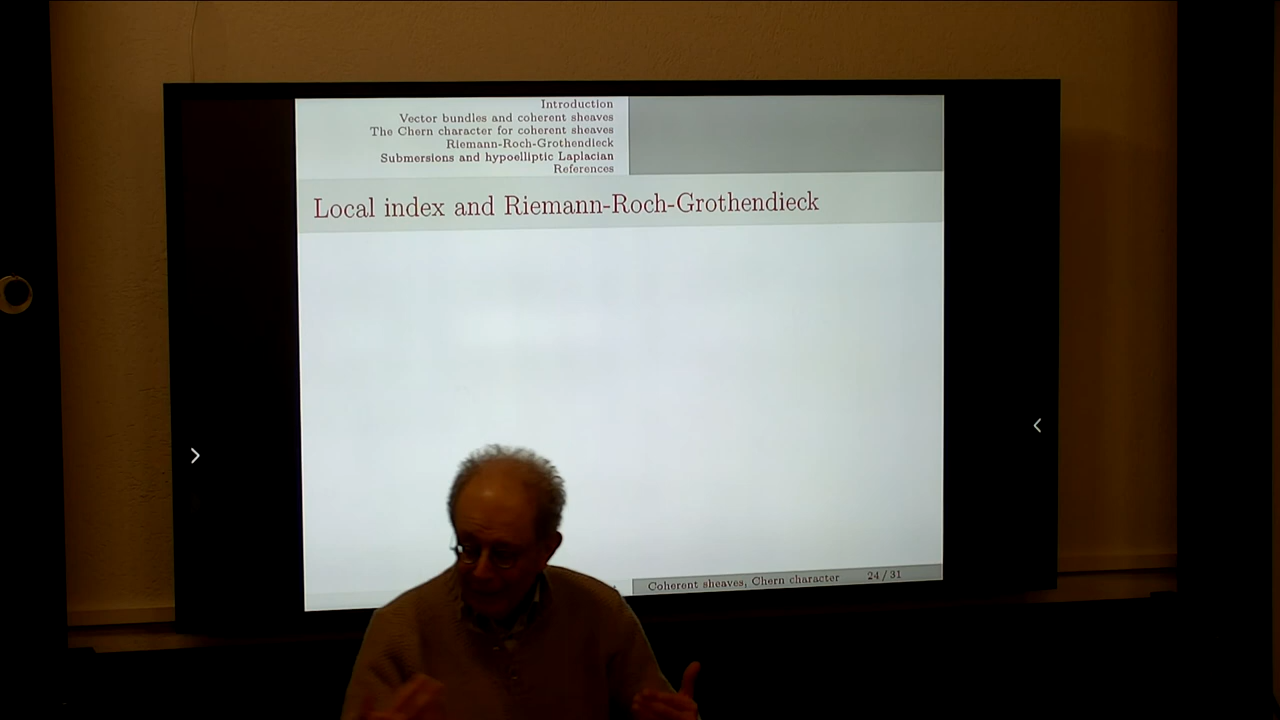 Introduction
Vector bundles and coherent sheaves
The Chern character for coherent sheaves
Riemann-Roch-Grothendieck
Submersions and hypoelliptic Laplacian
References
Local index and Riemann-Roch-Grothendieck
Coherent sheaves, Chern character 24 / 31